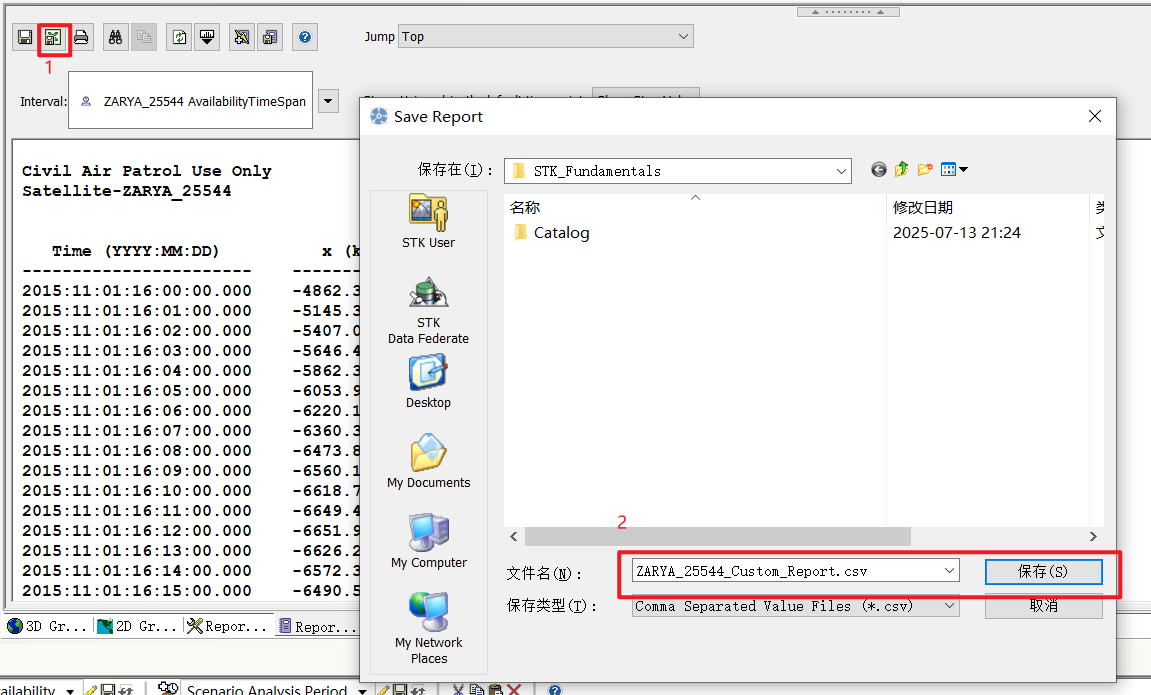 Jump Top
1
Interval: ZARYA_25544 AvailabilityTimeSpan
Save Report
Civil Air Patrol Use Only
Satellite-ZARYA_25544
Time (YYYY:MM:DD) x (k
------------------------ -------
2015:11:01:16:00:00.000 -4862.3
2015:11:01:16:01:00.000 -5145.3
2015:11:01:16:02:00.000 -5407.0
2015:11:01:16:03:00.000 -5646.4
2015:11:01:16:04:00.000 -5862.3
2015:11:01:16:05:00.000 -6053.9
2015:11:01:16:06:00.000 -6220.1
2015:11:01:16:07:00.000 -6360.3
2015:11:01:16:08:00.000 -6473.8
2015:11:01:16:09:00.000 -6560.1
2015:11:01:16:10:00.000 -6618.7
2015:11:01:16:11:00.000 -6649.4
2015:11:01:16:12:00.000 -6651.9
2015:11:01:16:13:00.000 -6626.2
2015:11:01:16:14:00.000 -6572.3
2015:11:01:16:15:00.000 -6490.5
保存在(I): STK_Fundamentals
STK User
STK
Data Federate
Desktop
My Documents
My Computer
My Network
Places
名称 修改日期
Catalog 2025-07-13 21:24
2
文件名(N): ZARYA_25544_Custom_Report.csv 保存(S)
保存类型(T): Comma Separated Value Files (*.csv) 取消
3D Gr... 2D Gr... Repor... Repor...
ailability Scenario Analysis Period